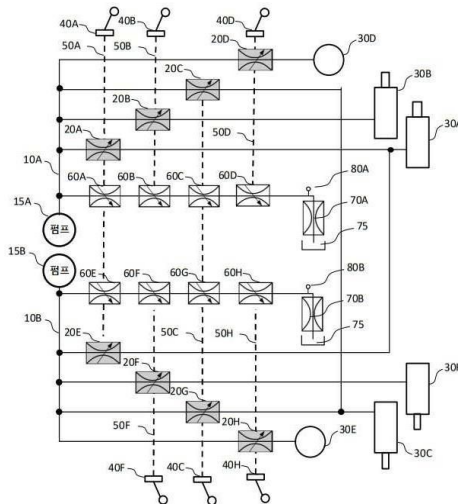 40A 40B 40D
50A 50B 20D 30D
20C 30B
20B 30A
20A 50D
10A
60A 60B 60C 60D 80A
15A 70A
펌프 75
15B
펌프 60E 60F 60G 60H 80B
70B
10B 50C 50H 75
20E
20F 30F
20G
50F 20H
30E 30C
40F 40C 40H